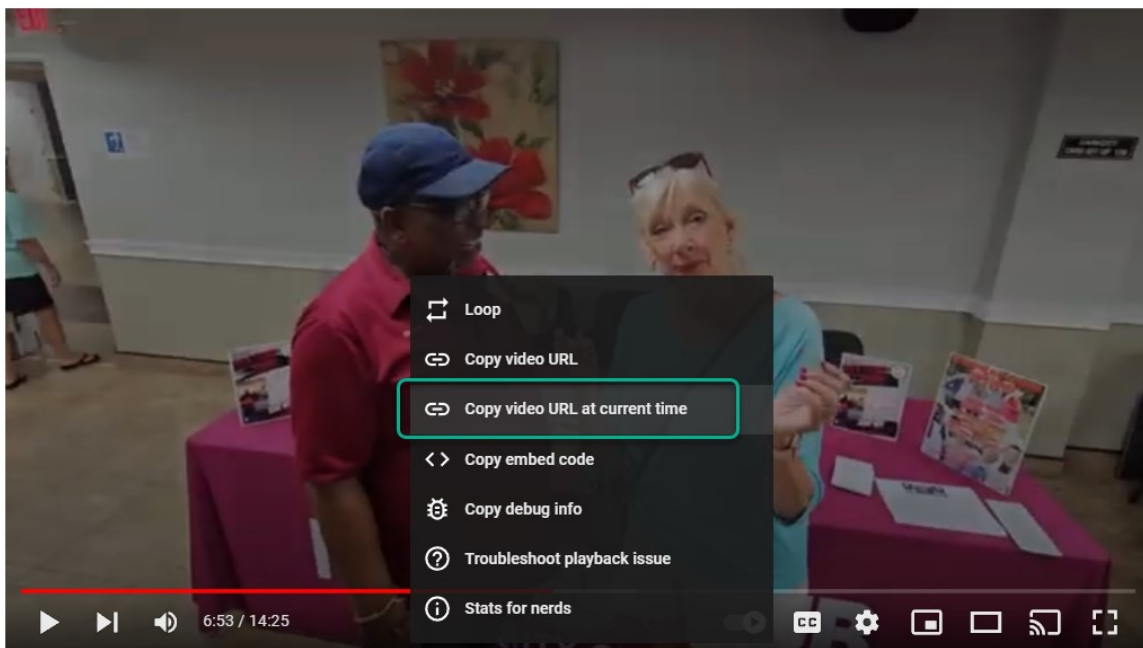 Loop
Copy video URL
Copy video URL at current time
Copy embed code
Copy debug info
Troubleshoot playback issue
Stats for nerds
6:53 / 14:25
CC